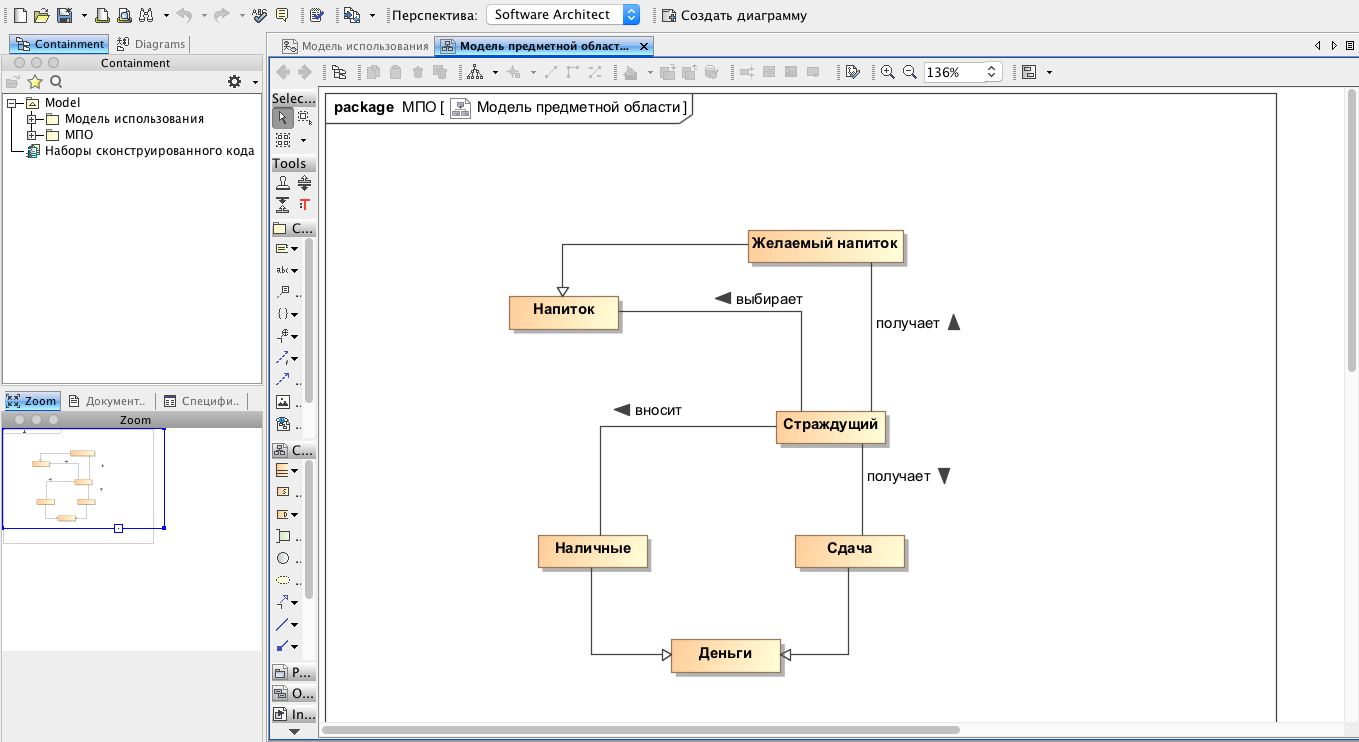 Перспектива: Software Architect Создать диаграмму
Containment Diagrams
Containment
Model
Модель использования
МПО
Наборы сконструированного кода
Zoom Документ.. Специфи..
Zoom
Модель использования Модель предметной област...
136%
Selec...
Tools
C...
abc
C...
P...
O...
In...
package МПО [ Модель предметной области ]
Желаемый напиток
Напиток
выбирает
получает
вносит
Страждущий
получает
Наличные
Сдача
Деньги